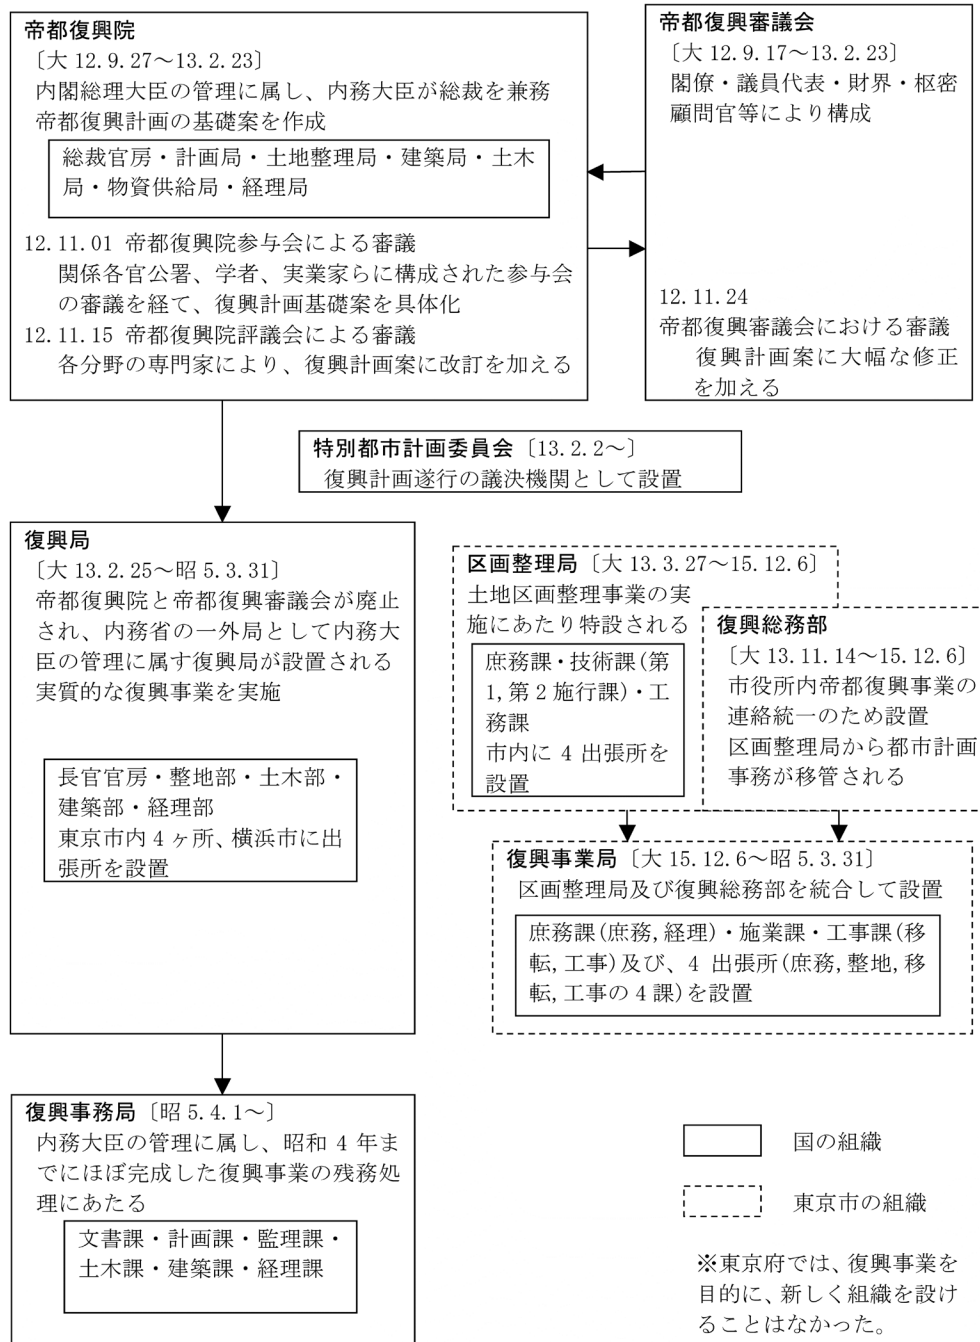 帝都復興院
〔大 12.9.27～13.2.23〕
内閣総理大臣の管理に属し、内務大臣が総裁を兼務
帝都復興計画の基礎案を作成
総裁官房・計画局・土地整理局・建築局・土木
局・物資供給局・経理局
12.11.01 帝都復興院参与会による審議
関係各官公署、学者、実業家らに構成された参与会
の審議を経て、復興計画基礎案を具体化
12.11.15 帝都復興院評議会による審議
各分野の専門家により、復興計画案に改訂を加える
帝都復興審議会
〔大 12.9.17～13.2.23〕
閣僚・議員代表・財界・枢密
顧問官等により構成
12.11.24
帝都復興審議会における審議
復興計画案に大幅な修正
を加える
特別都市計画委員会〔13.2.2～〕
復興計画遂行の議決機関として設置
復興局
〔大 13.2.25～昭 5.3.31〕
帝都復興院と帝都復興審議会が廃止
され、内務省の一外局として内務大
臣の管理に属す復興局が設置される
実質的な復興事業を実施
長官官房・整地部・土木部・
建築部・経理部
東京市内 4 ヶ所、横浜市に出
張所を設置
区画整理局〔大 13.3.27～15.12.6〕
土地区画整理事業の実
施にあたり特設される
庶務課・技術課(第
1,第 2 施行課)・工
務課
市内に 4 出張所を
設置
復興総務部
〔大 13.11.14～15.12.6〕
市役所内帝都復興事業の
連絡統一のため設置
区画整理局から都市計画
事務が移管される
復興事業局〔大 15.12.6～昭 5.3.31〕
区画整理局及び復興総務部を統合して設置
庶務課(庶務,経理)・施業課・工事課(移
転,工事)及び、4 出張所(庶務,整地,移
転,工事の 4 課)を設置
復興事務局〔昭 5.4.1～〕
内務大臣の管理に属し、昭和 4 年ま
でにほぼ完成した復興事業の残務処
理にあたる
文書課・計画課・監理課・
土木課・建築課・経理課
国の組織
東京市の組織
※東京府では、復興事業を
目的に、新しく組織を設け
ることはなかった。